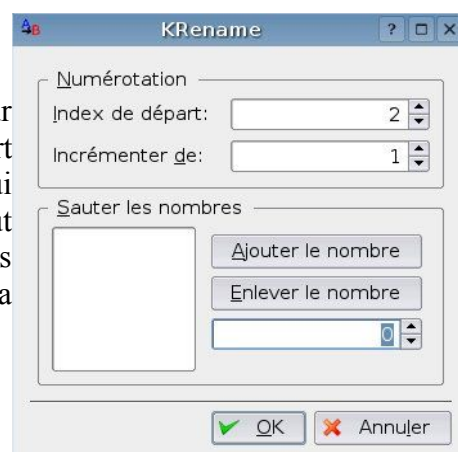 KRename
Numérotation
Index de départ: 2
Incrémenter de: 1
Sauter les nombres
Ajouter le nombre
Enlever le nombre
0
OK Annuler